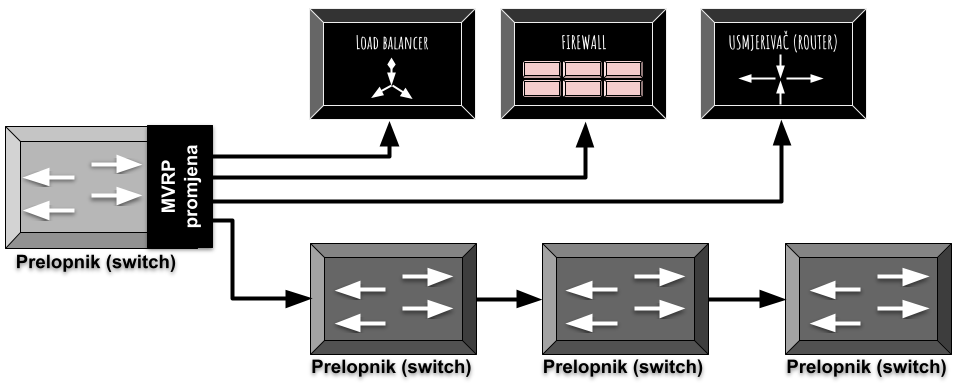 LOAD BALANCER
FIREWALL
USMJERIVAČ (ROUTER)
MVRP
promjena
Prelopnik (switch)
Prelopnik (switch)
Prelopnik (switch)
Prelopnik (switch)